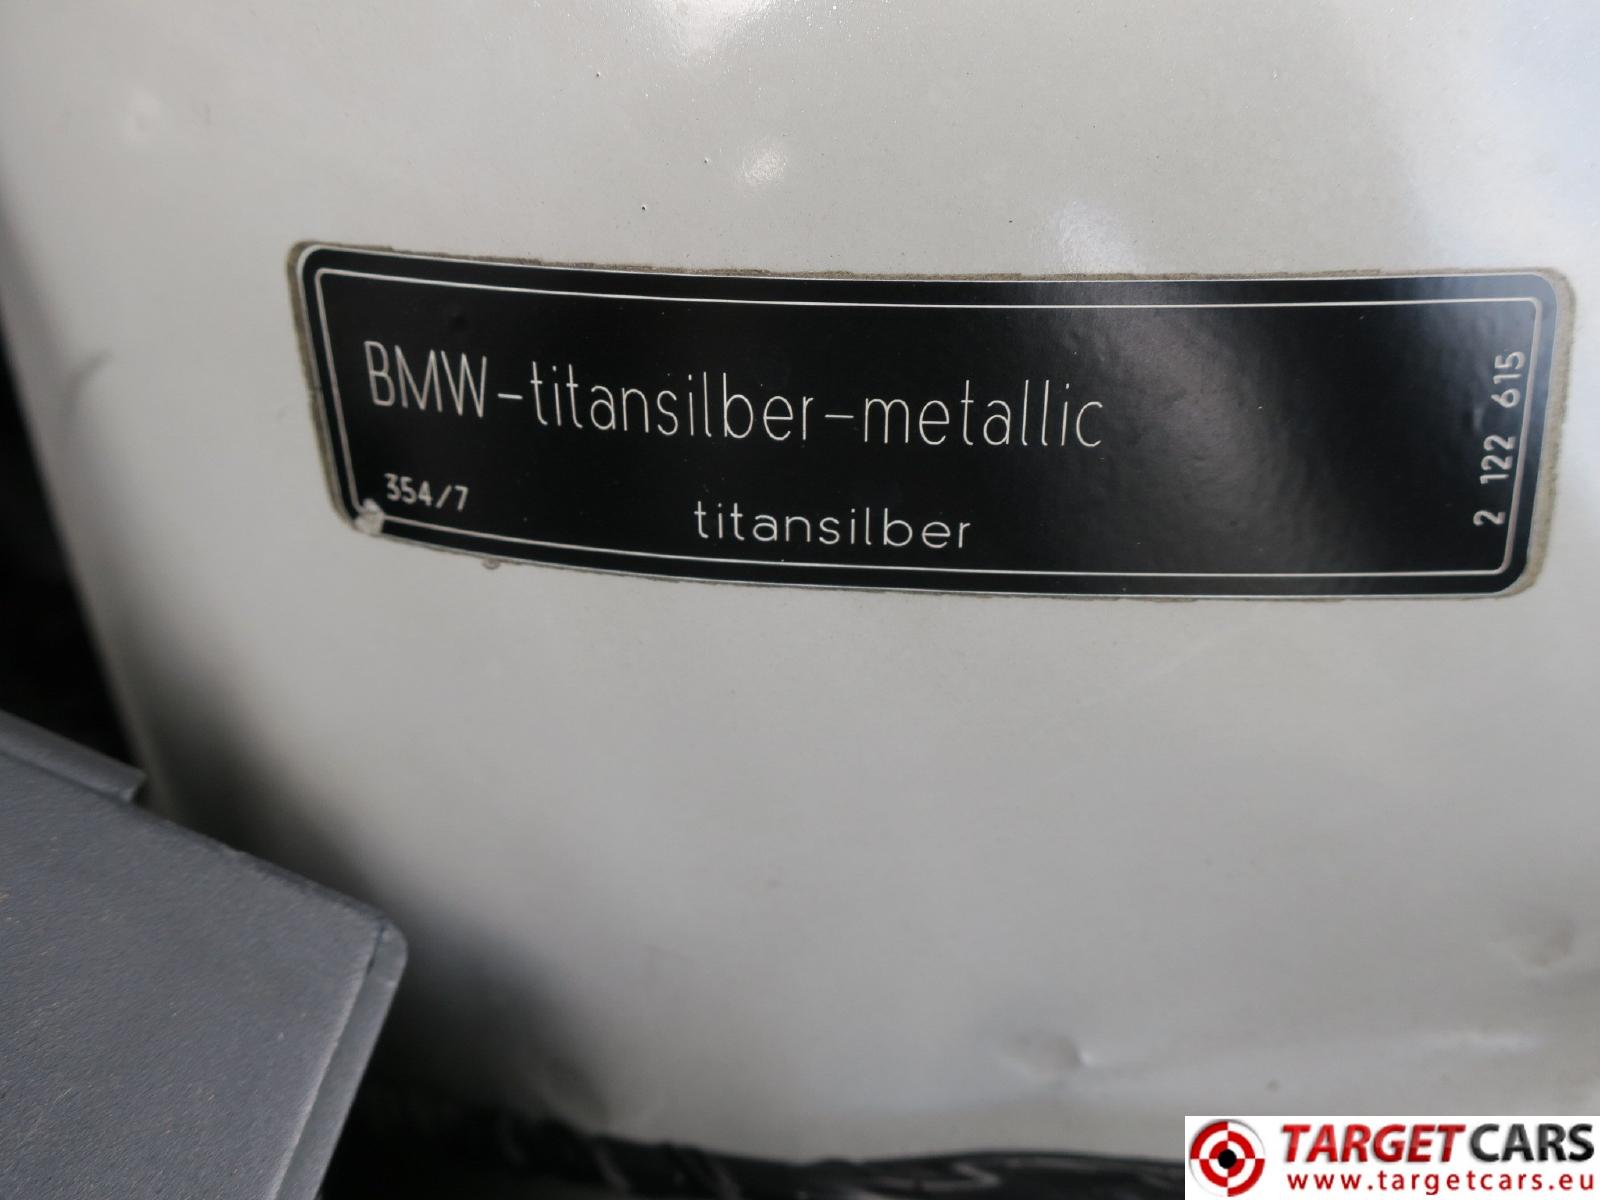 BMW-titansilber-metallic
354/7
titansilber
2 122 615
TARGET CARS
www.targetcars.eu